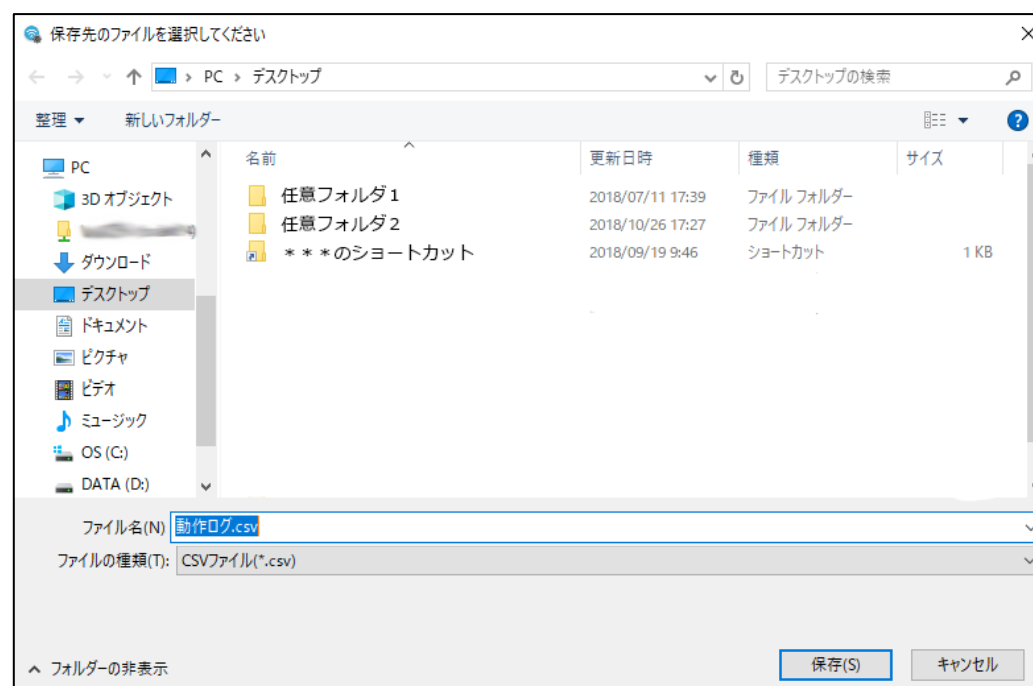 保存先のファイルを選択してください
PC › デスクトップ
デスクトップの検索
整理 新しいフォルダー
名前 更新日時 種類 サイズ
PC
3D オブジェクト
ダウンロード
デスクトップ
ドキュメント
ピクチャ
ビデオ
ミュージック
OS (C:)
DATA (D:)
任意フォルダ1 2018/07/11 17:39 ファイル フォルダー
任意フォルダ2 2018/10/26 17:27 ファイル フォルダー
***のショートカット 2018/09/19 9:46 ショートカット 1 KB
ファイル名(N) 動作ログ.csv
ファイルの種類(T): CSVファイル(*.csv)
フォルダーの非表示 保存(S) キャンセル